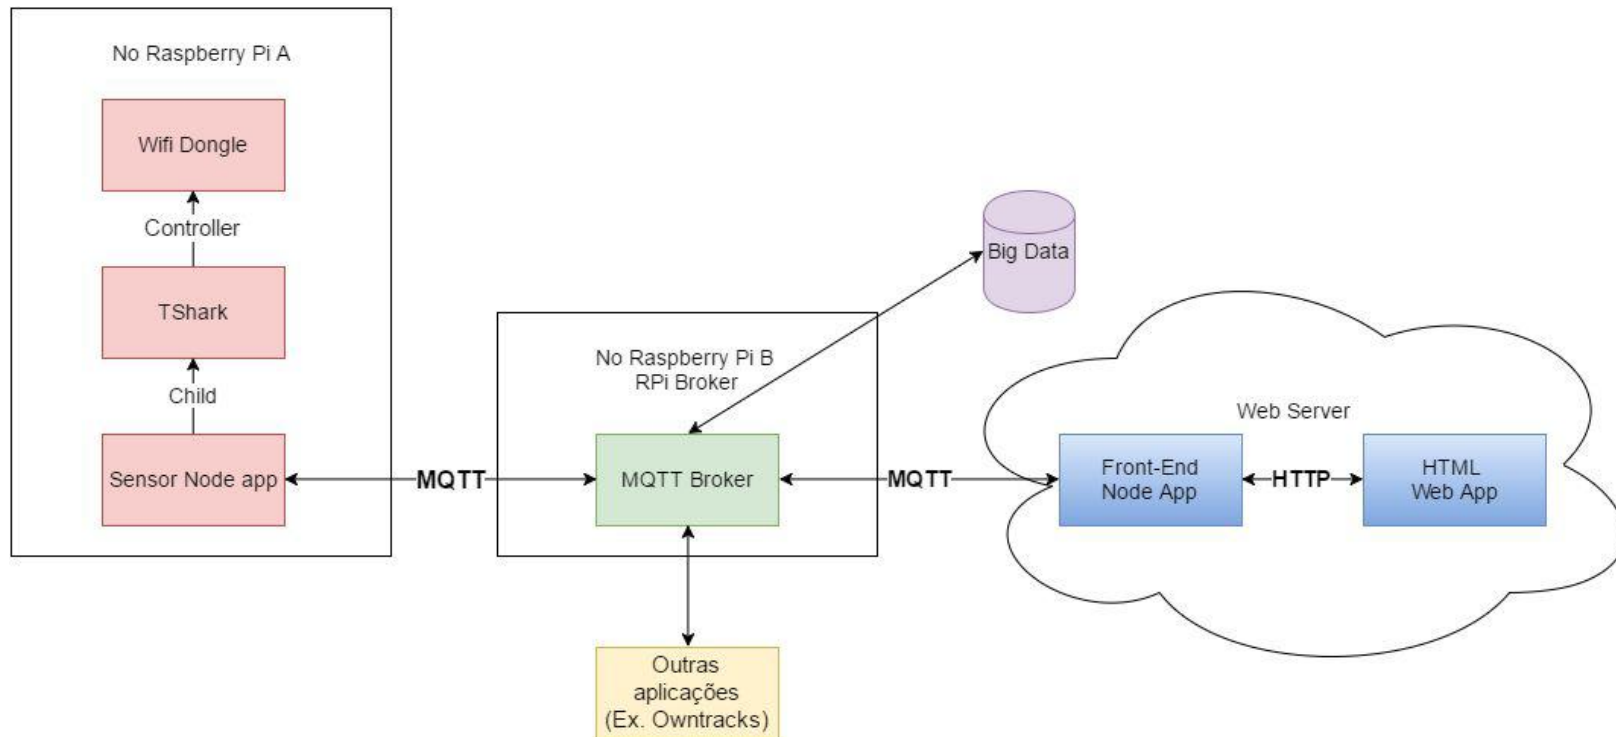 No Raspberry Pi A
Wifi Dongle
Controller
TShark
Child
Sensor Node app
MQTT
No Raspberry Pi B
RPi Broker
MQTT Broker
Big Data
MQTT
Web Server
Front-End
Node App
HTTP
HTML
Web App
Outras
aplicações
(Ex. Owntracks)